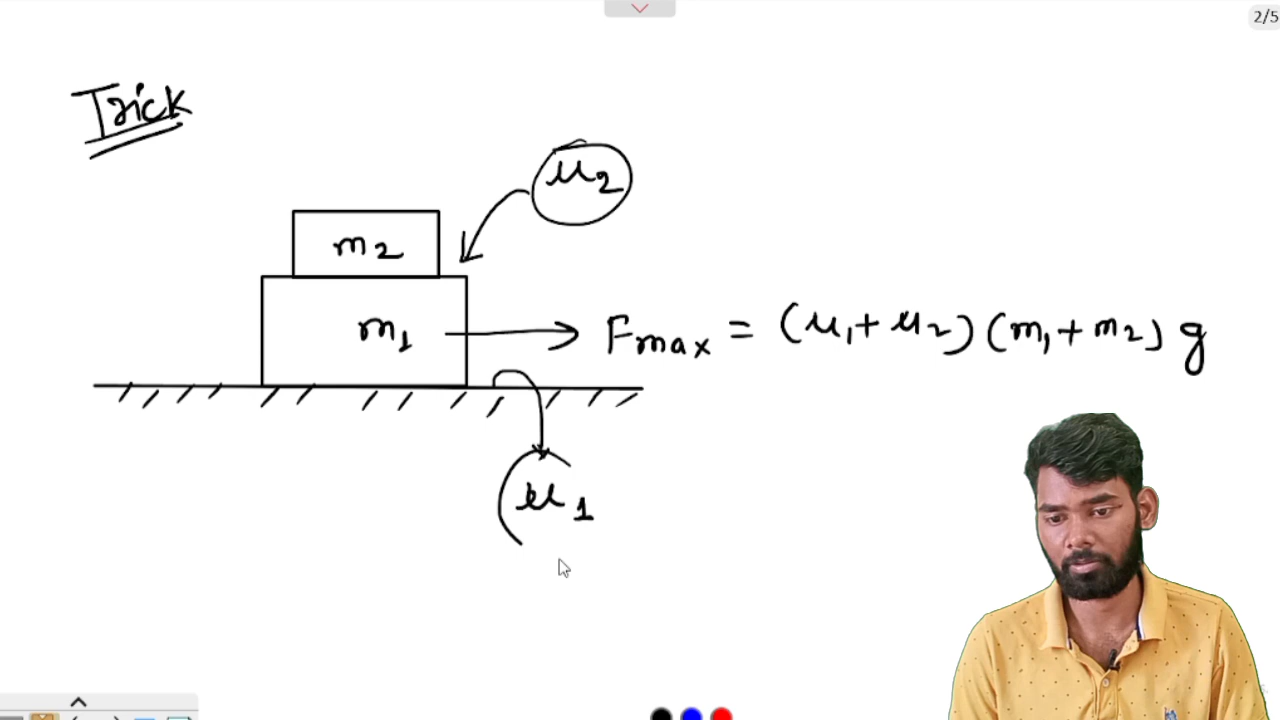 2/5
Trick
μ2
m2
m1
Fmax = (μ1 + μ2) (m1 + m2) g
μ1